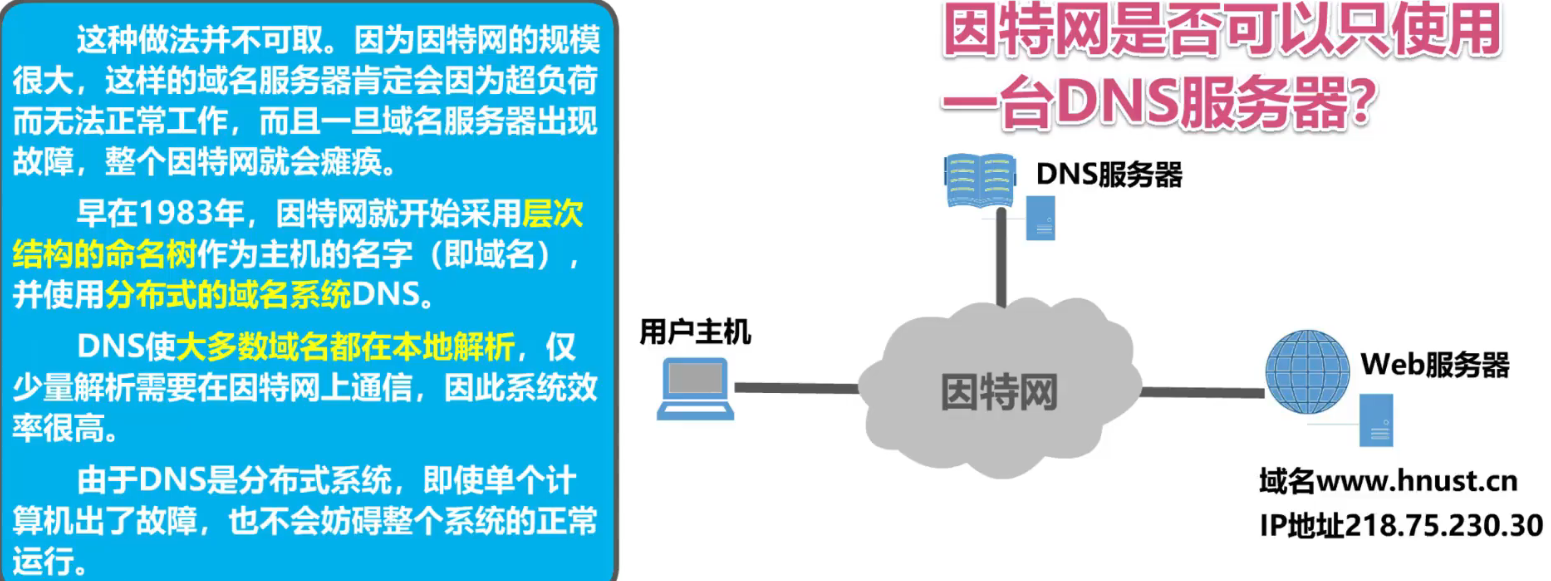 这种做法并不可取。因为因特网的规模
很大，这样的域名服务器肯定会因为超负荷
而无法正常工作，而且一旦域名服务器出现
故障，整个因特网就会瘫痪。
早在1983年，因特网就开始采用层次
结构的命名树作为主机的名字（即域名），
并使用分布式的域名系统DNS。
DNS使大多数域名都在本地解析，仅
少量解析需要在因特网上通信，因此系统效
率很高。
由于DNS是分布式系统，即使单个计
算机出了故障，也不会妨碍整个系统的正常
运行。
因特网是否可以只使用
一台DNS服务器？
DNS服务器
用户主机
因特网
Web服务器
域名www.hnust.cn
IP地址218.75.230.30